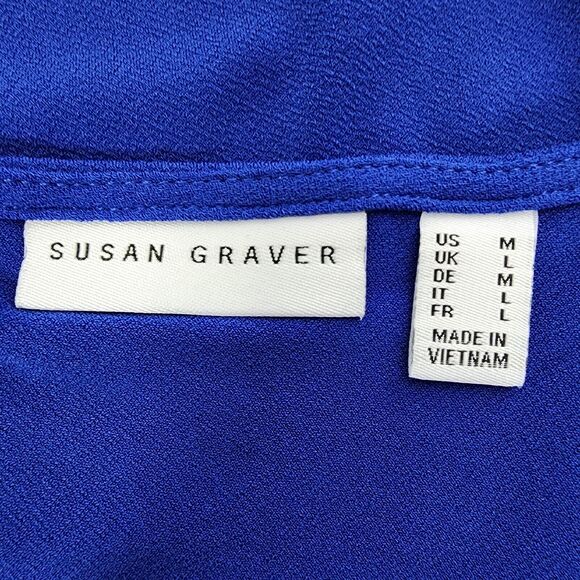 SUSAN GRAVER
US M
UK L
DE M
IT L
FR L
MADE IN
VIETNAM